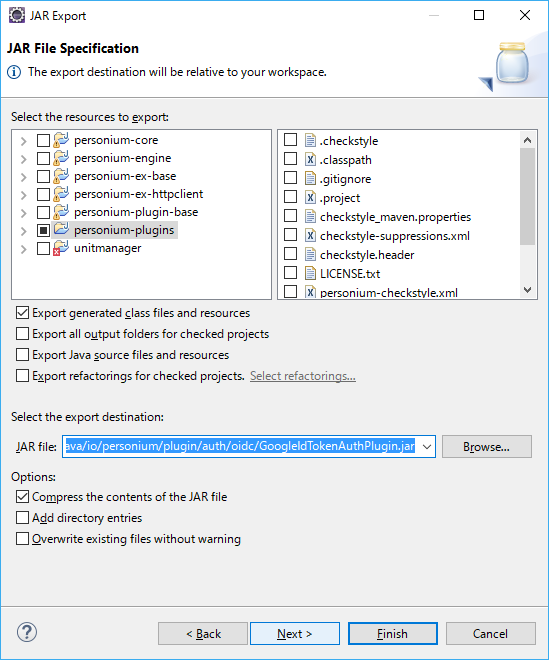 JAR Export
JAR File Specification
The export destination will be relative to your workspace.
Select the resources to export:
personium-core
personium-engine
personium-ex-base
personium-ex-httpclient
personium-plugin-base
personium-plugins
unitmanager
.checkstyle
.classpath
.gitignore
.project
checkstyle_maven.properties
checkstyle-suppressions.xml
checkstyle.header
LICENSE.txt
personium-checkstyle.xml
Export generated class files and resources
Export all output folders for checked projects
Export Java source files and resources
Export refactorings for checked projects. Select refactorings...
Select the export destination:
JAR file: ava/io/personium/plugin/auth/oidc/GoogleIdTokenAuthPlugin.jar Browse...
Options:
Compress the contents of the JAR file
Add directory entries
Overwrite existing files without warning
? < Back Next > Finish Cancel